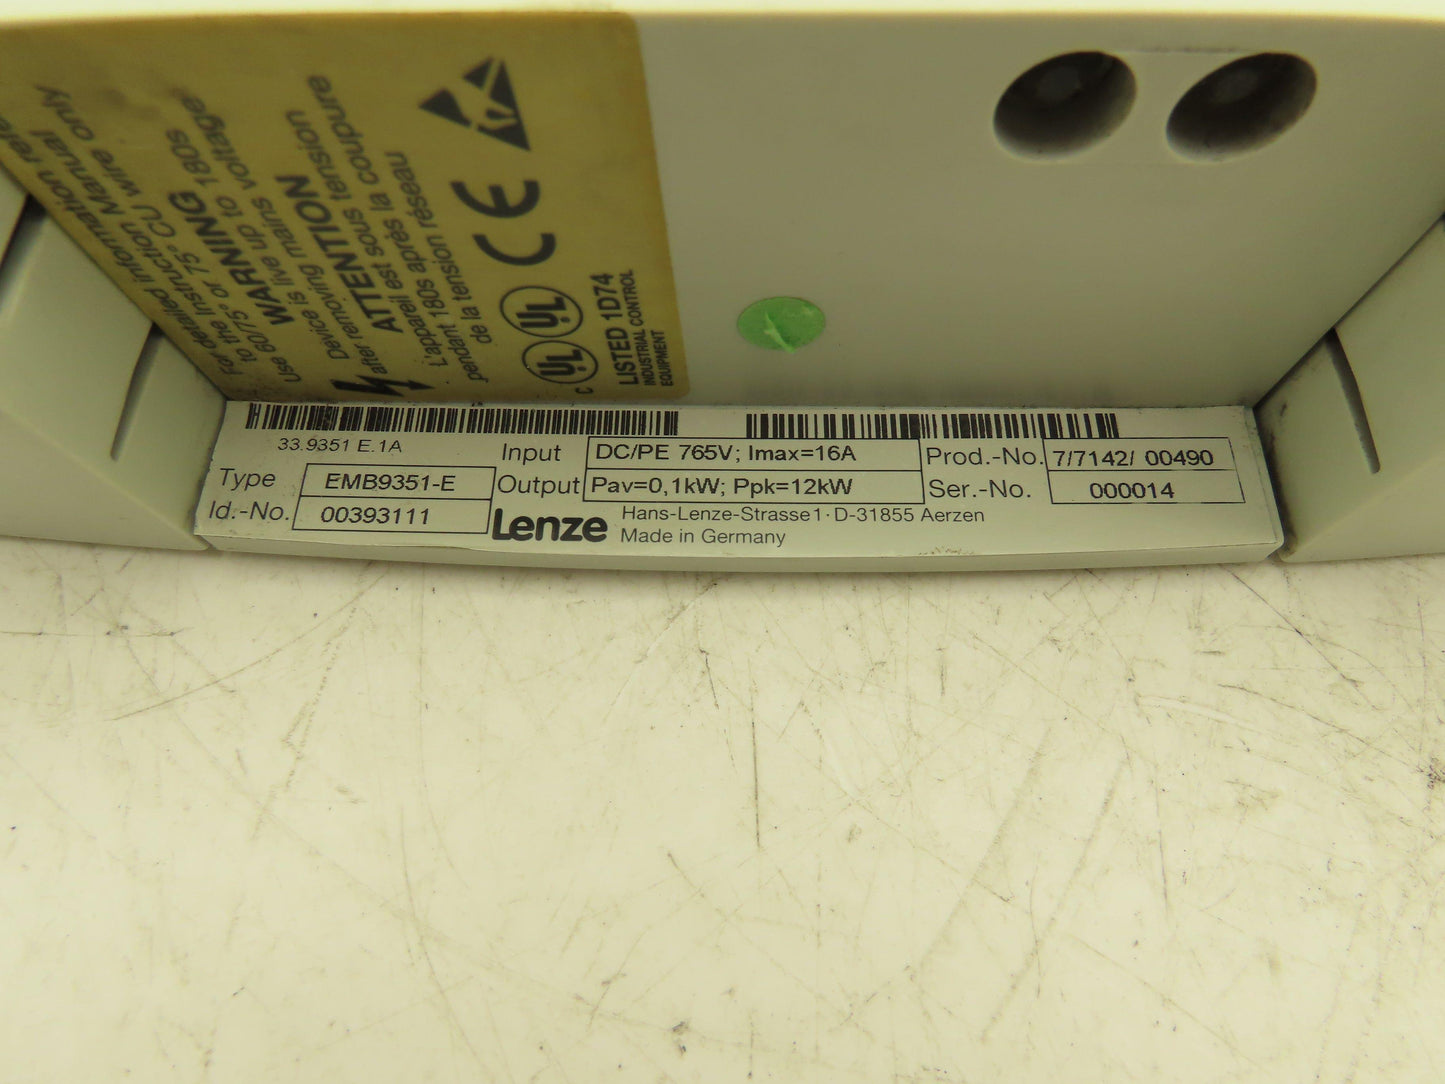 For detailed information refe
to the Instruction Manual
Use 60/75° or 75° CU wire only
WARNING
Device is live up to 180s
after removing mains voltage
ATTENTION
L'appareil est sous tension
pendant 180s après la coupure
de la tension réseau
CE
C UL UL
LISTED 1D74
INDUSTRIAL CONTROL
EQUIPMENT
33.9351 E.1A
Type EMB9351-E
Id.-No. 00393111
Input DC/PE 765V; Imax=16A
Output Pav=0,1kW; Ppk=12kW
Prod.-No. 7/7142/ 00490
Ser.-No. 000014
Lenze Hans-Lenze-Strasse1·D-31855 Aerzen
Made in Germany